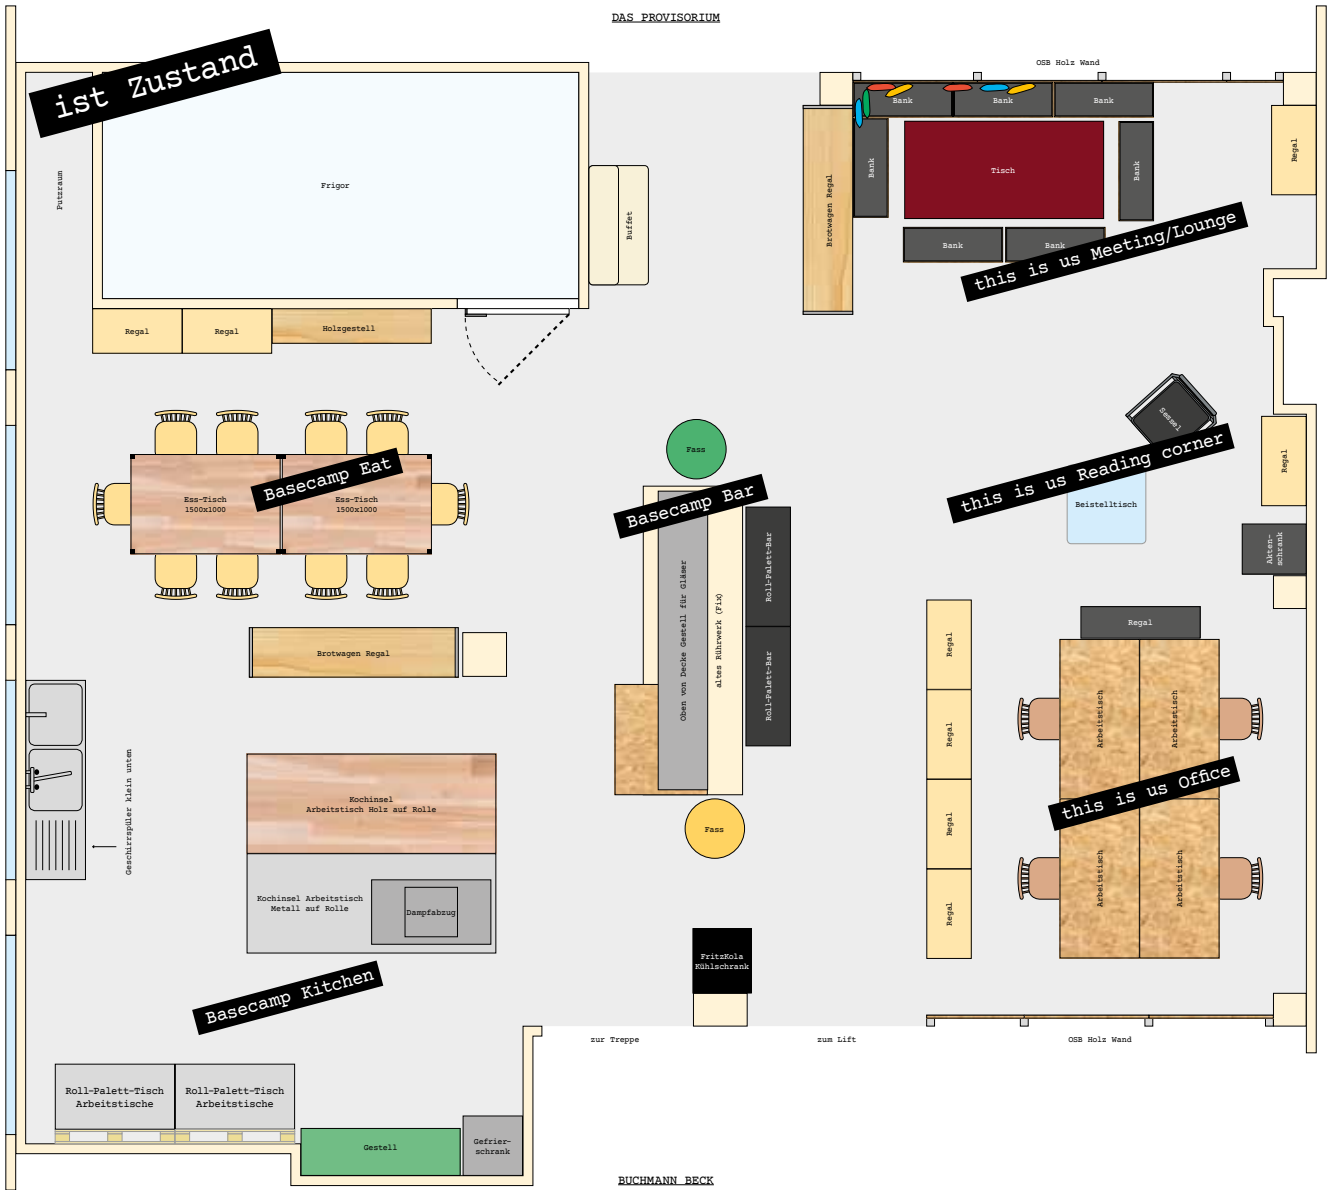 DAS PROVISORIUM
ist Zustand
OSB Holz Wand
Putzraum
Frigor
Buffet
Brotwagen Regal
Bank
Bank
Bank
Bank
Tisch
Bank
Bank
Bank
Regal
this is us Meeting/Lounge
Regal
Regal
Holzgestell
Sessel
this is us Reading corner
Regal
Beistelltisch
Akten-
schrank
Ess-Tisch
1500x1000
Basecamp Eat
Ess-Tisch
1500x1000
Fass
Basecamp Bar
Oben von Decke Gestell für Gläser
altes Rührwerk (Fix)
Roll-Palett-Bar
Roll-Palett-Bar
Fass
Brotwagen Regal
Geschirrspüler klein unten
Kochinsel
Arbeitstisch Holz auf Rolle
Kochinsel Arbeitstisch
Metall auf Rolle
Dampfabzug
Basecamp Kitchen
Regal
Regal
Regal
Regal
Regal
Arbeitstisch
Arbeitstisch
this is us Office
Arbeitstisch
Arbeitstisch
FritzKola
Kühlschrank
zur Treppe
zum Lift
OSB Holz Wand
Roll-Palett-Tisch
Arbeitstische
Roll-Palett-Tisch
Arbeitstische
Gestell
Gefrier-
schrank
BUCHMANN BECK